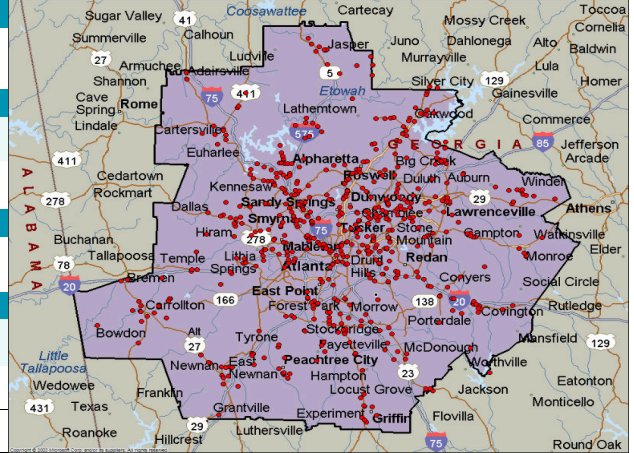 Coosawattee
Cartecay
Toccoa
Sugar Valley
41
Mossy Creek
Cornelia
Summerville
Calhoun
Jasper
Juno
Dahlonega
Alto
Baldwin
27
Ludville
Murrayville
Lula
Armuchee
Adairsville
5
Shannon
Silver City
129
Homer
75
411
Etowah
Gainesville
Cave
Spring
Rome
Lathemtown
Oakwood
Commerce
Lindale
Cartersville
575
GEORGIA
85
Jefferson
Arcade
411
Euharlee
Alpharetta
Big Creek
Cedartown
Roswell
Duluth
Auburn
Winder
Rockmart
Kennesaw
278
Dallas
Sandy Springs
Dunwoody
29
Athens
ALABAMA
Smyrna
Chamblee
Lawrenceville
Hiram
75
Tucker
Stone
Mountain
Watkinsville
Buchanan
278
Mableton
Campton
Elder
Tallapoosa
Temple
Lithia
Springs
Atlanta
Druid
Hills
Redan
Monroe
78
Bremen
Conyers
Social Circle
20
East Point
166
138
20
Rutledge
Carrollton
Forest Park
Morrow
Covington
Bowdon
Alt
27
Stockbridge
Porterdale
Mansfield
Tyrone
Fayetteville
129
Little
Tallapoosa
Peachtree City
McDonough
Newnan
East
Newnan
Worthville
Wedowee
Hampton
23
Eatonton
Franklin
Locust Grove
Jackson
431
Texas
Grantville
Experiment
Griffin
Monticello
29
Flovilla
Roanoke
Hillcrest
Luthersville
75
Round Oak